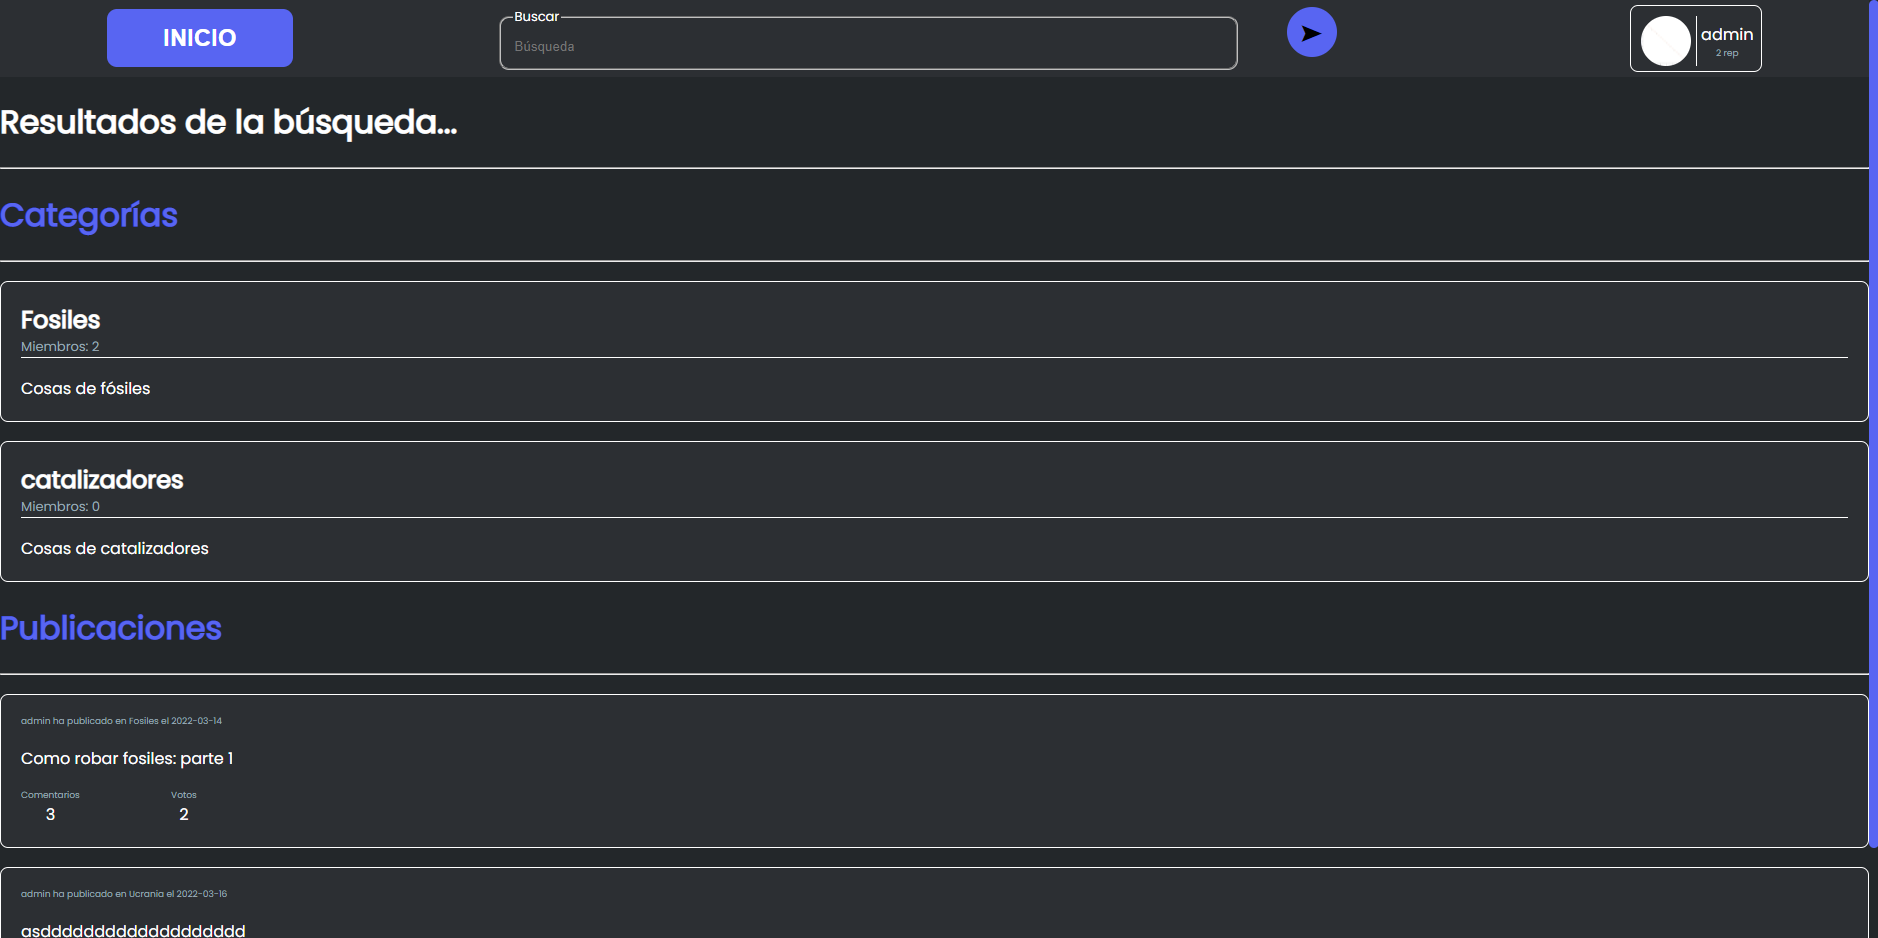 INICIO
Buscar
Búsqueda
admin
2 rep
Resultados de la búsqueda...
Categorías
Fosiles
Miembros: 2
Cosas de fósiles
catalizadores
Miembros: 0
Cosas de catalizadores
Publicaciones
admin ha publicado en Fosiles el 2022-03-14
Como robar fosiles: parte 1
Comentarios Votos
3 2
admin ha publicado en Ucrania el 2022-03-16
asddddddddddddddddddd